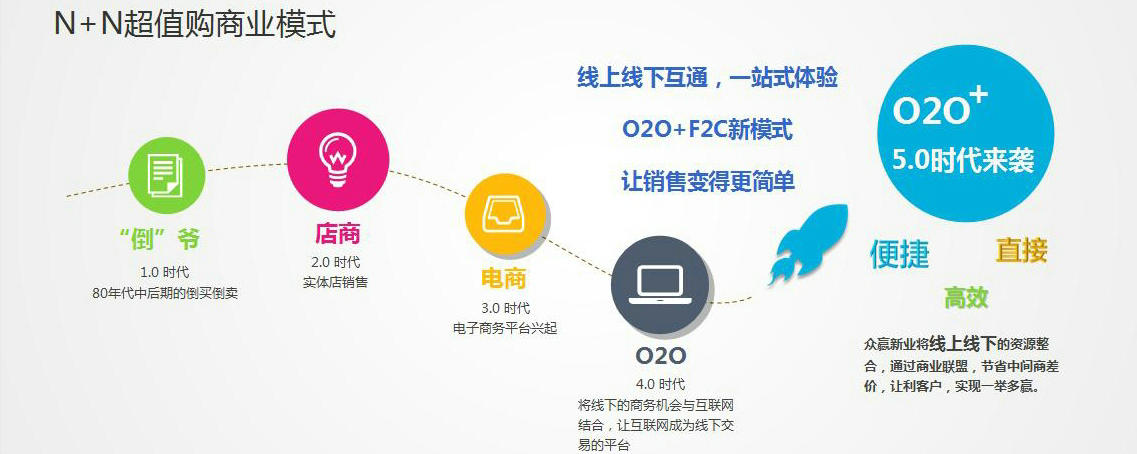 N+N超值购商业模式
“倒”爷
1.0 时代
80年代中后期的倒买倒卖
店商
2.0 时代
实体店销售
电商
3.0 时代
电子商务平台兴起
O2O
4.0 时代
将线下的商务机会与互联网
结合，让互联网成为线下交
易的平台
线上线下互通，一站式体验
O2O+F2C新模式
让销售变得更简单
O2O+
5.0时代来袭
便捷
直接
高效
众赢新业将线上线下的资源整
合，通过商业联盟，节省中间商差
价，让利客户，实现一举多赢。